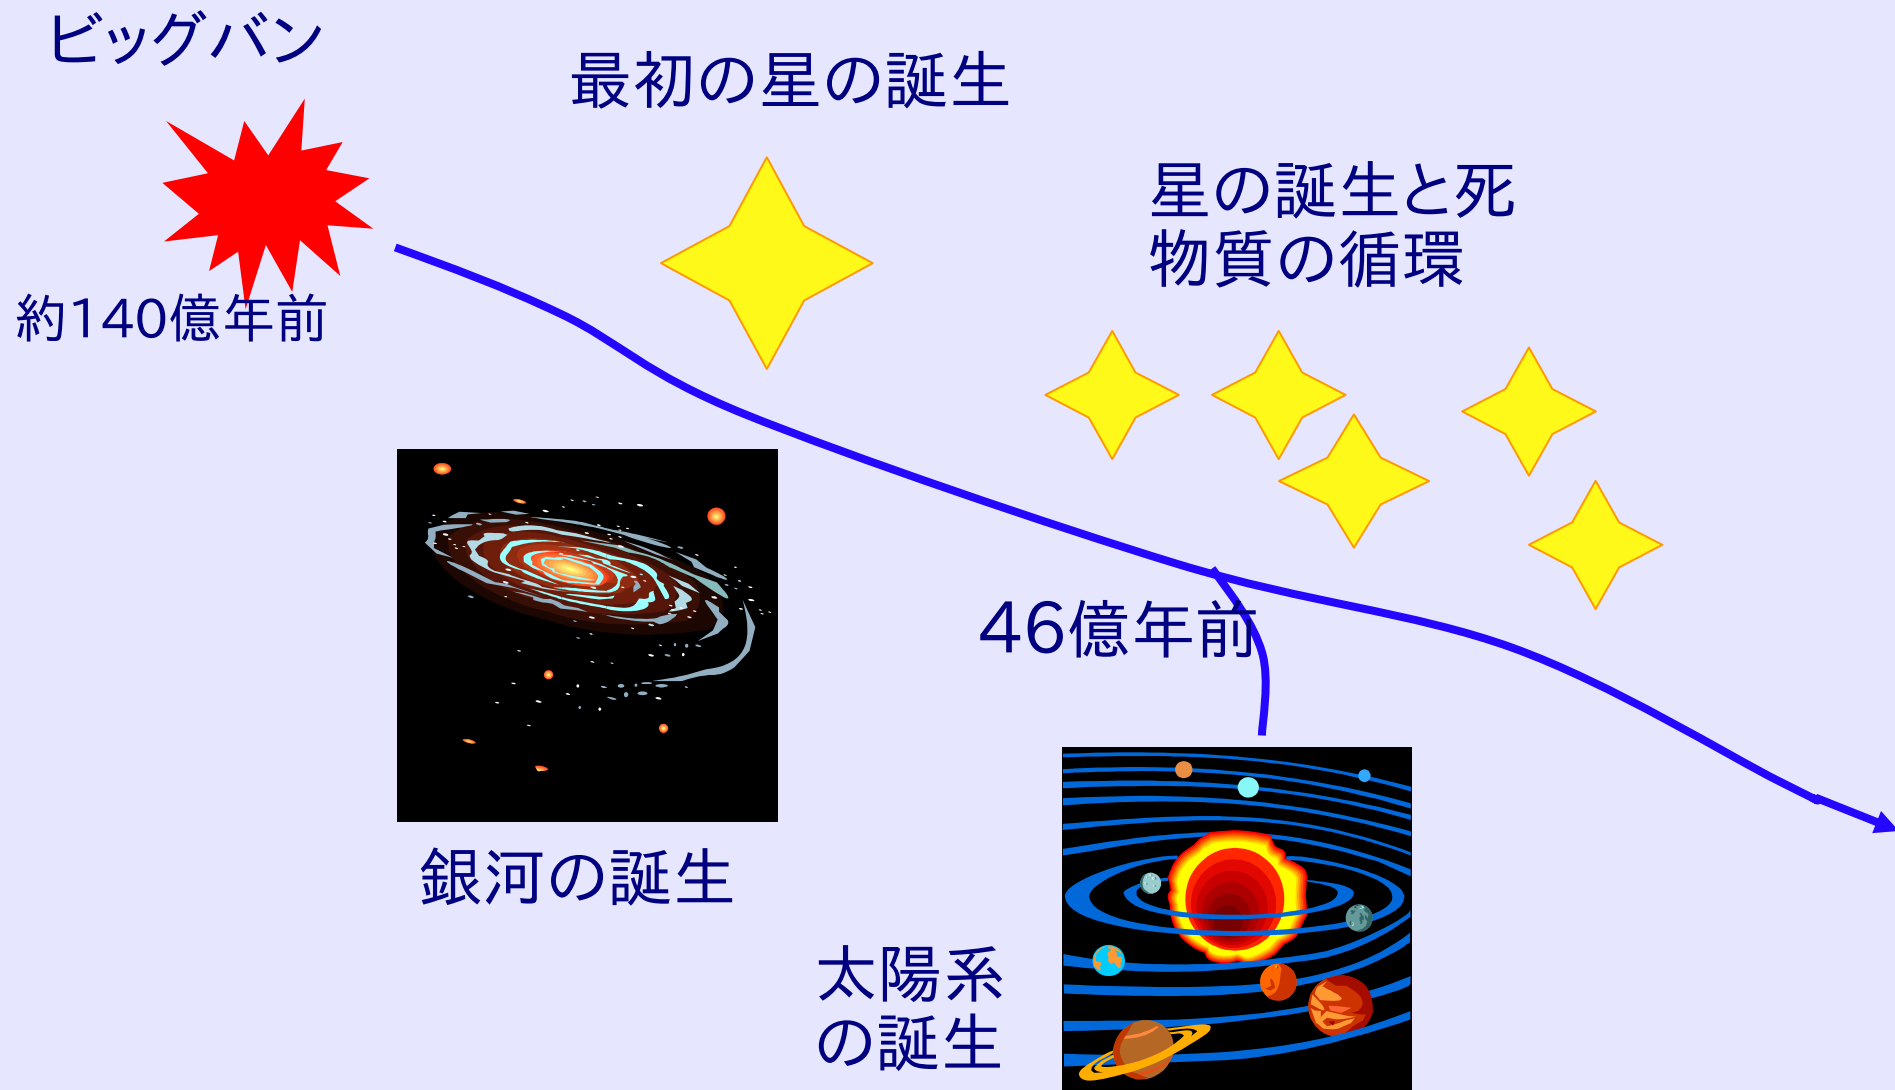 ビッグバン
約140億年前
最初の星の誕生
星の誕生と死
物質の循環
銀河の誕生
46億年前
太陽系
の誕生